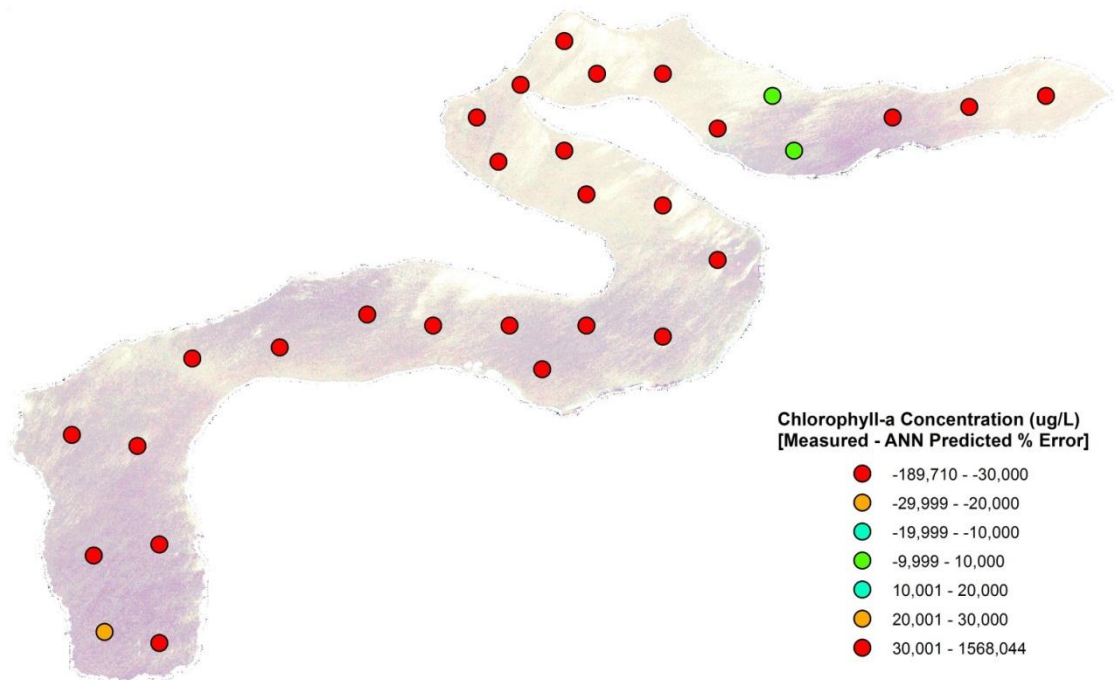 Chlorophyll-a Concentration (ug/L)
[Measured - ANN Predicted % Error]
-189,710 - -30,000
-29,999 - -20,000
-19,999 - -10,000
-9,999 - 10,000
10,001 - 20,000
20,001 - 30,000
30,001 - 1568,044